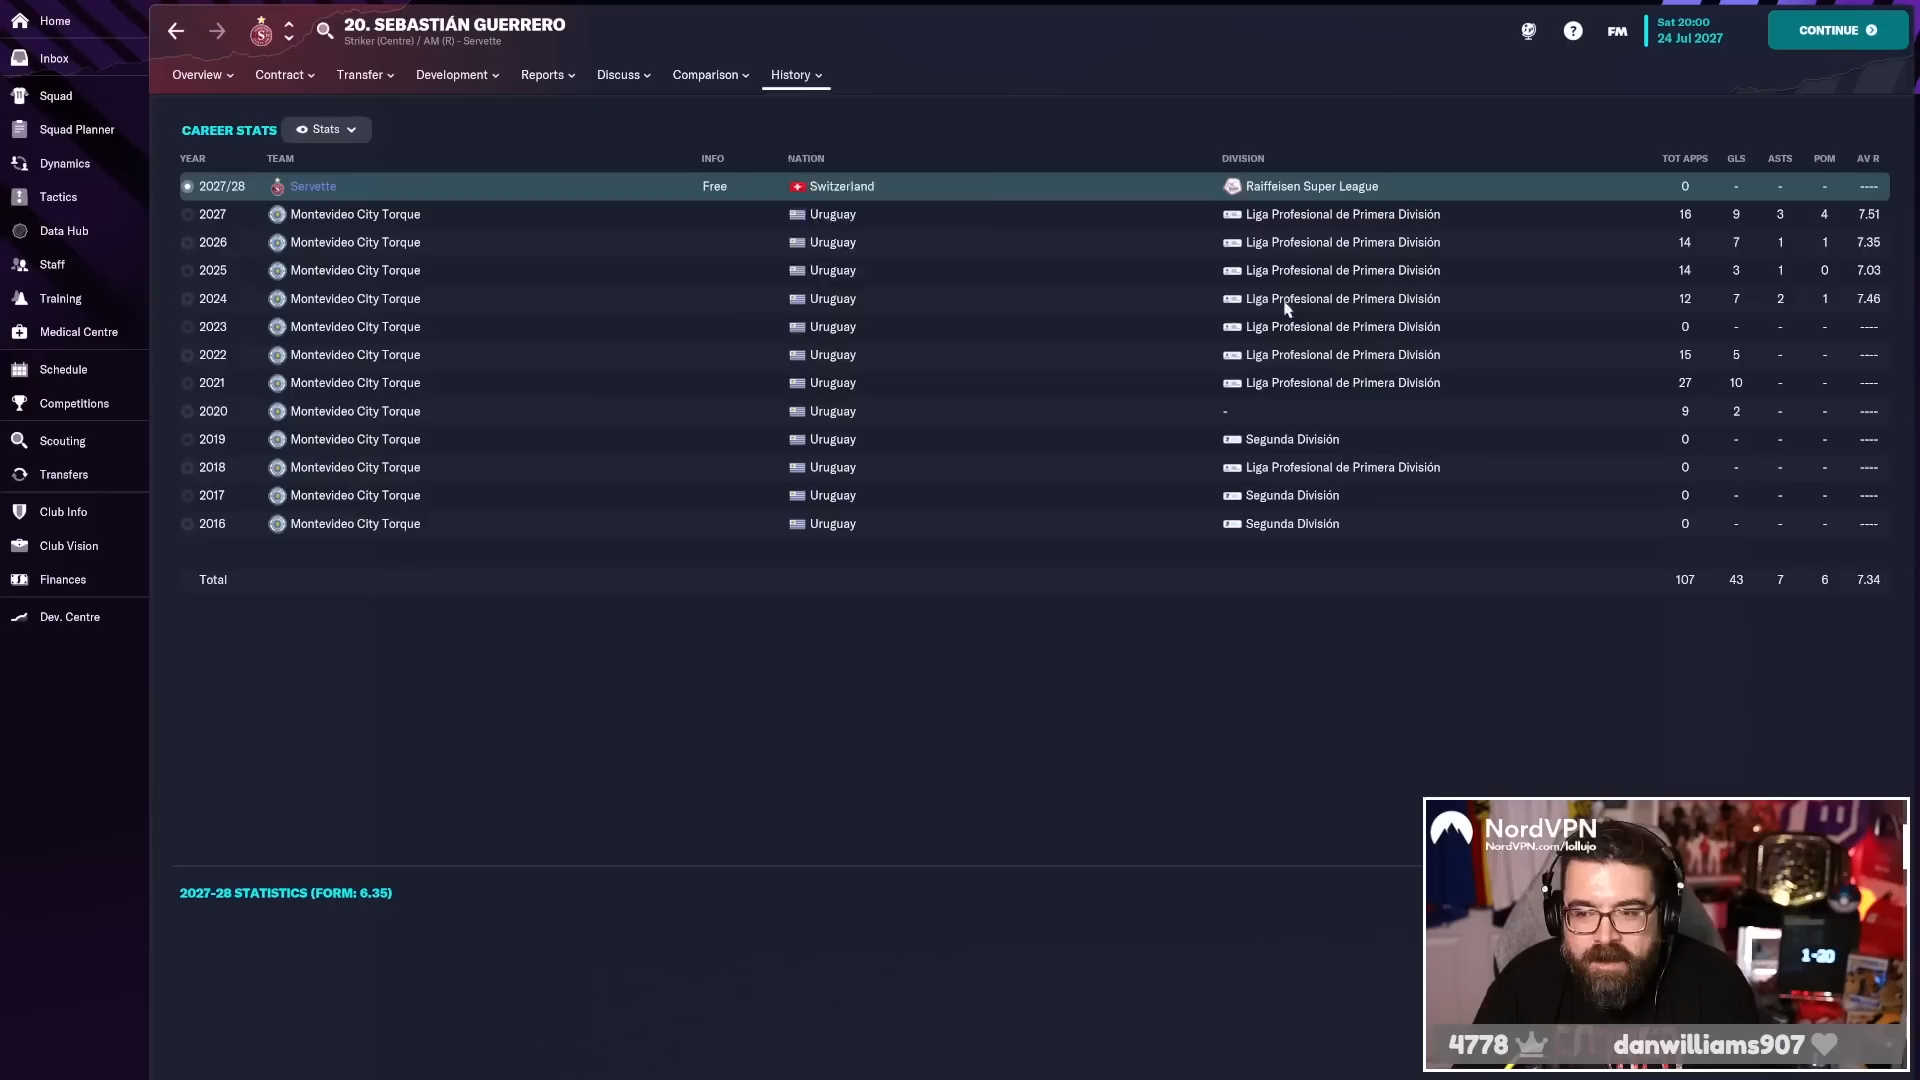 Home
Inbox
Squad
Squad Planner
Dynamics
Tactics
Data Hub
Staff
Training
Medical Centre
Schedule
Competitions
Scouting
Transfers
Club Info
Club Vision
Finances
Dev. Centre
20. SEBASTIÁN GUERRERO
Striker (Centre) / AM (R) - Servette
FM
Sat 20:00
24 Jul 2027
CONTINUE
Overview Contract Transfer Development Reports Discuss Comparison History
CAREER STATS Stats
YEAR TEAM INFO NATION DIVISION TOT APPS GLS ASTS POM AV R
2027/28 Servette Free Switzerland Raiffeisen Super League 0 - - - ----
2027 Montevideo City Torque Uruguay Liga Profesional de Primera División 16 9 3 4 7.51
2026 Montevideo City Torque Uruguay Liga Profesional de Primera División 14 7 1 1 7.35
2025 Montevideo City Torque Uruguay Liga Profesional de Primera División 14 3 1 0 7.03
2024 Montevideo City Torque Uruguay Liga Profesional de Primera División 12 7 2 1 7.46
2023 Montevideo City Torque Uruguay Liga Profesional de Primera División 0 - - - ----
2022 Montevideo City Torque Uruguay Liga Profesional de Primera División 15 5 - - ----
2021 Montevideo City Torque Uruguay Liga Profesional de Primera División 27 10 - - ----
2020 Montevideo City Torque Uruguay - 9 2 - - ----
2019 Montevideo City Torque Uruguay Segunda División 0 - - - ----
2018 Montevideo City Torque Uruguay Liga Profesional de Primera División 0 - - - ----
2017 Montevideo City Torque Uruguay Segunda División 0 - - - ----
2016 Montevideo City Torque Uruguay Segunda División 0 - - - ----
Total 107 43 7 6 7.34
2027-28 STATISTICS (FORM: 6.35)
NordVPN
NordVPN.com/lollujo
1-20
4778 danwilliams907